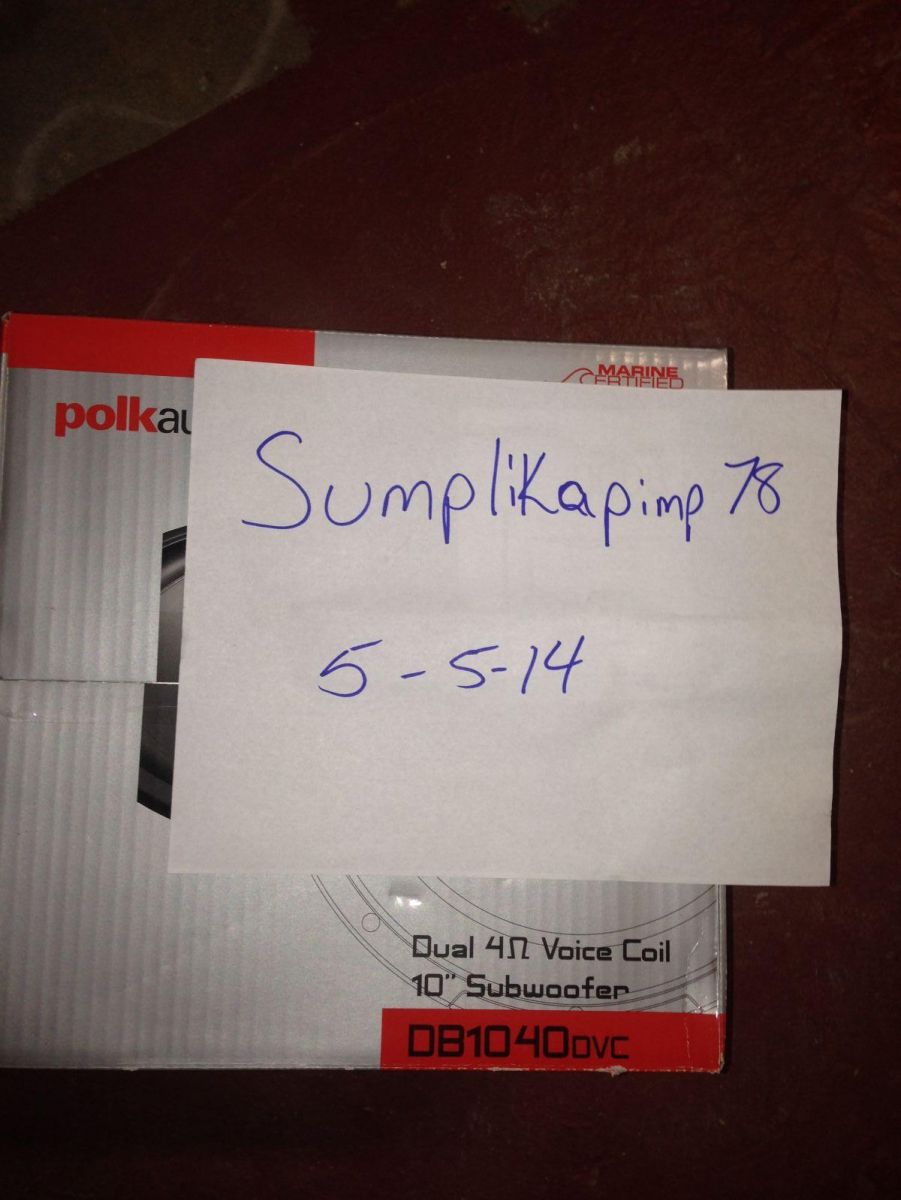 MARINE
CERTIFIED
polkau
Sumplikapimp 78
5-5-14
Dual 4Ω Voice Coil
10" Subwoofer
DB1040DVC